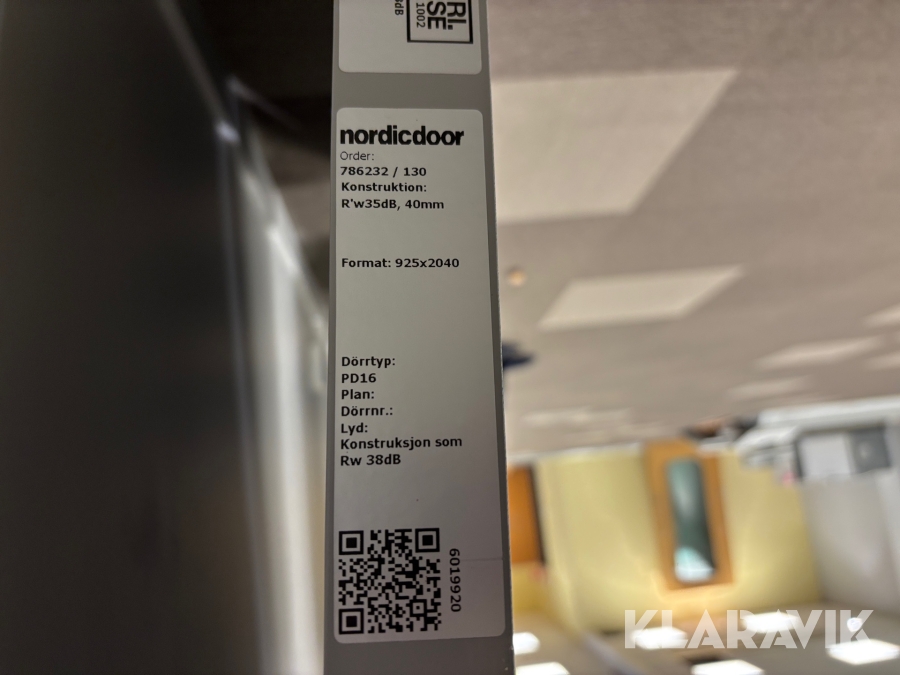 nordicdoor
Order:
786232 / 130
Konstruktion:
R'w35dB, 40mm
Format: 925x2040
Dörrtyp:
PD16
Plan:
Dörrnr.:
Lyd:
Konstruksjon som
Rw 38dB
6019920
1002
KLARAVIK